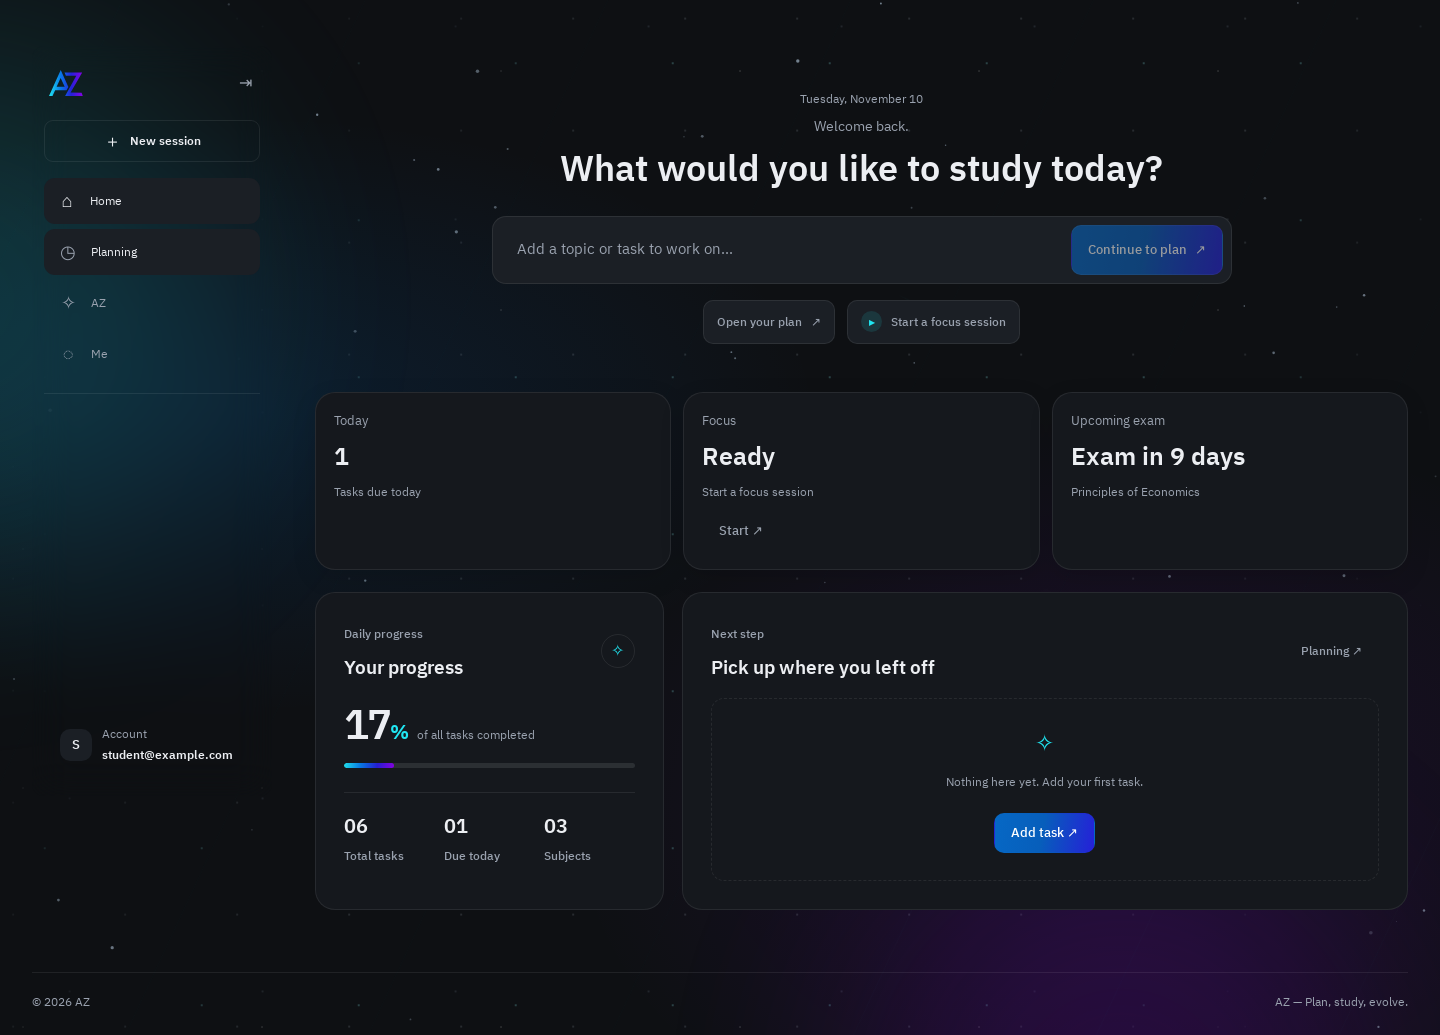 AZ
New session
Home
Planning
AZ
Me
Account
S
student@example.com
Tuesday, November 10
Welcome back.
What would you like to study today?
Add a topic or task to work on...
Continue to plan ↗
Open your plan ↗
Start a focus session
Today
1
Tasks due today
Focus
Ready
Start a focus session
Start ↗
Upcoming exam
Exam in 9 days
Principles of Economics
Daily progress
Your progress
17% of all tasks completed
06 01 03
Total tasks Due today Subjects
Next step
Pick up where you left off
Planning ↗
Nothing here yet. Add your first task.
Add task ↗
© 2026 AZ
AZ — Plan, study, evolve.